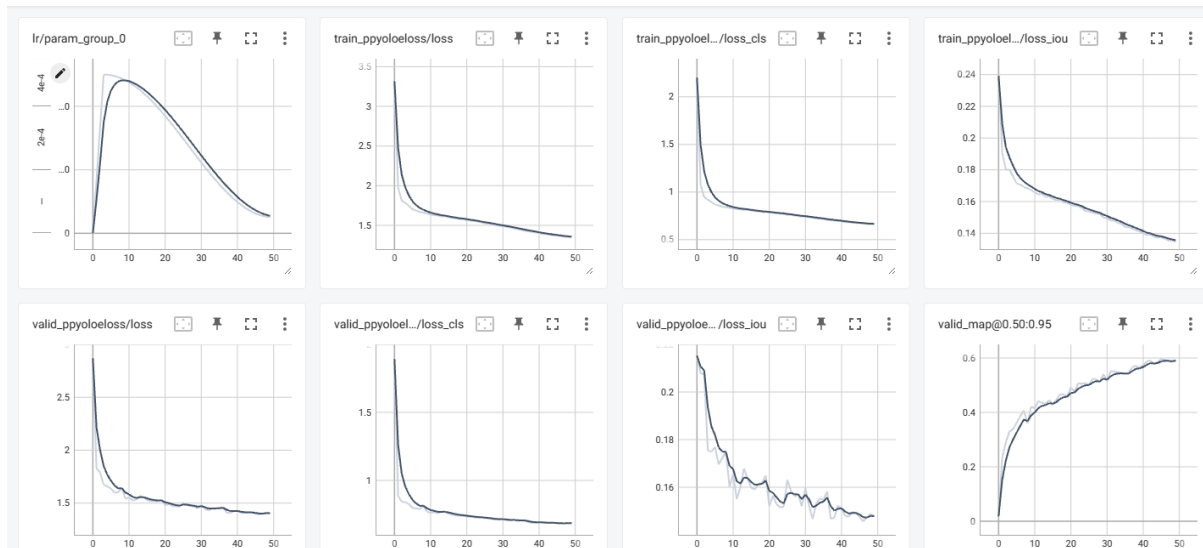 lr/param_group_0
train_ppyoloeloss/loss
train_ppyoloel.../loss_cls
train_ppyoloel.../loss_iou
4e-4
2e-4
–
...0
...0
0
0 10 20 30 40 50
3.5
3
2.5
2
1.5
0 10 20 30 40 50
2
1.5
1
0.5
0 10 20 30 40 50
0.24
0.22
0.2
0.18
0.16
0.14
0 10 20 30 40 50
valid_ppyoloeloss/loss
valid_ppyoloel.../loss_cls
valid_ppyoloe.../loss_iou
valid_map@0.50:0.95
2.5
2
1.5
0 10 20 30 40 50
1.5
1
0 10 20 30 40 50
0.2
0.18
0.16
0 10 20 30 40 50
0.6
0.4
0.2
0
0 10 20 30 40 50